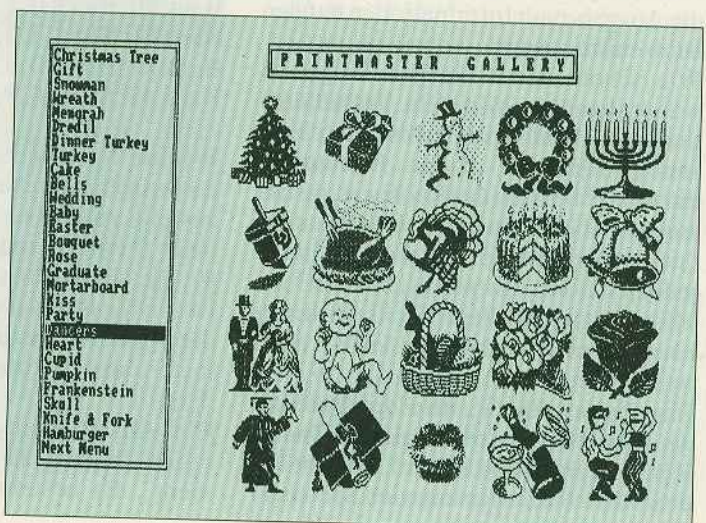 Christmas Tree
Gift
Snowman
Wreath
Menorah
Dredil
Dinner Turkey
Turkey
Cake
Bells
Wedding
Baby
Easter
Bouquet
Rose
Graduate
Mortarboard
Kiss
Party
Dancers
Heart
Cupid
Pumpkin
Frankenstein
Skull
Knife & Fork
Hamburger
Next Menu
PRINTMASTER GALLERY